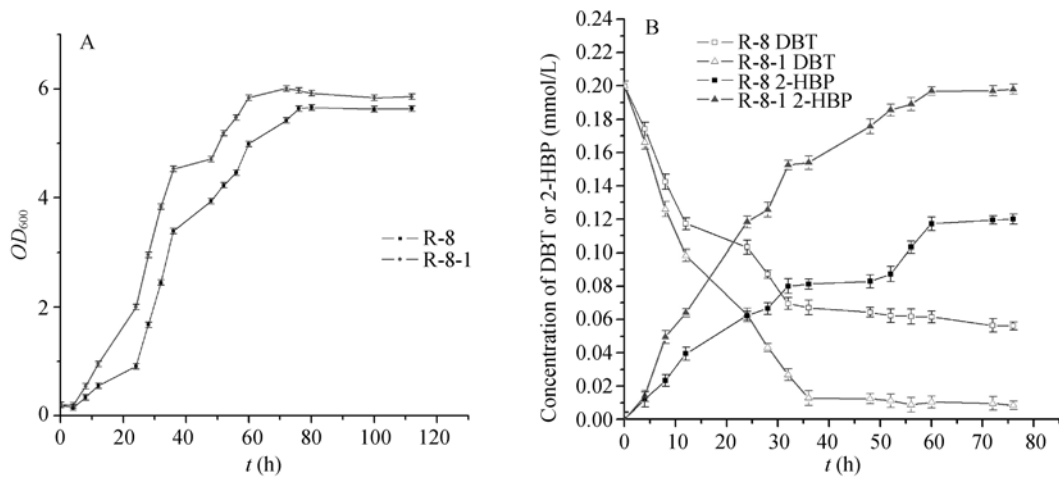 A
6
4
2
0
0
20
40
60
80
100
120
OD600
t (h)
R-8
R-8-1
B
0.24
0.22
0.20
0.18
0.16
0.14
0.12
0.10
0.08
0.06
0.04
0.02
0.00
0
10
20
30
40
50
60
70
80
Concentration of DBT or 2-HBP (mmol/L)
t (h)
R-8 DBT
R-8-1 DBT
R-8 2-HBP
R-8-1 2-HBP